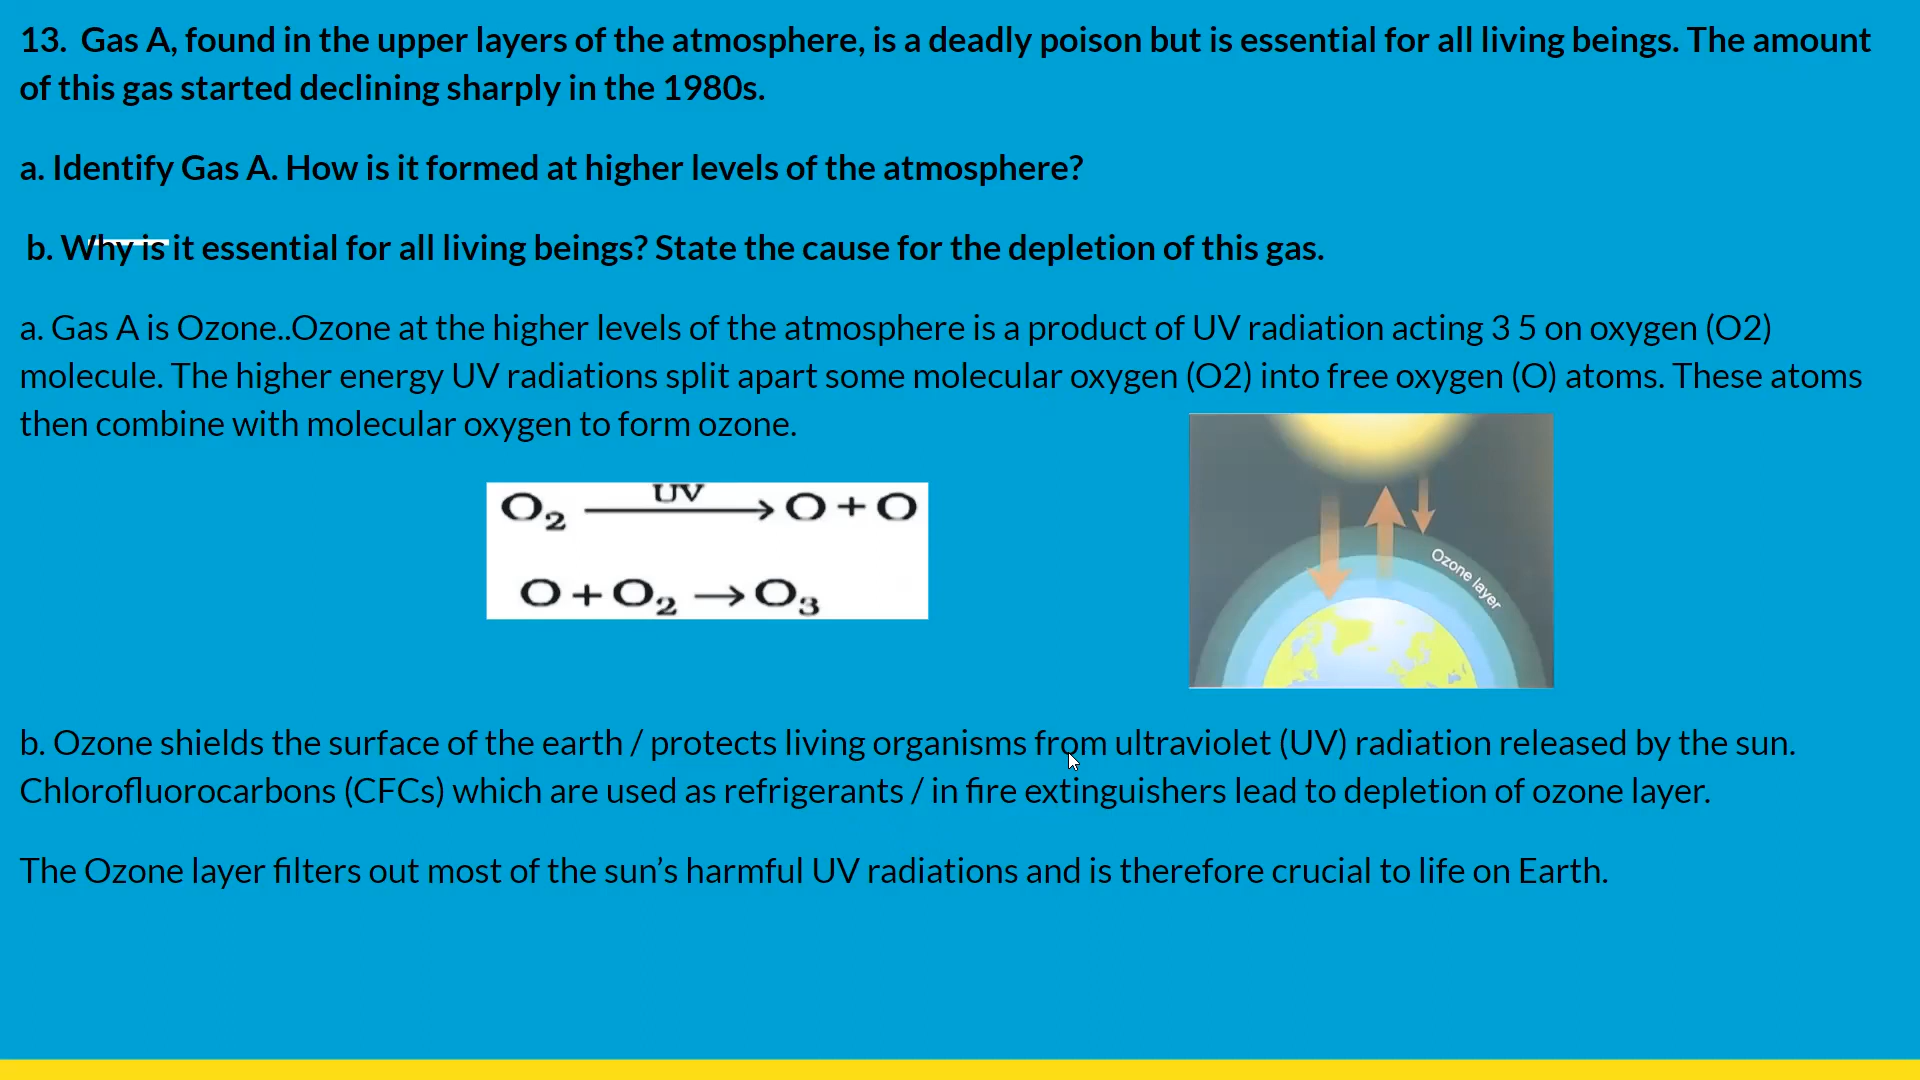 13. Gas A, found in the upper layers of the atmosphere, is a deadly poison but is essential for all living beings. The amount
of this gas started declining sharply in the 1980s.
a. Identify Gas A. How is it formed at higher levels of the atmosphere?
b. Why is it essential for all living beings? State the cause for the depletion of this gas.
a. Gas A is Ozone..Ozone at the higher levels of the atmosphere is a product of UV radiation acting 3 5 on oxygen (O2)
molecule. The higher energy UV radiations split apart some molecular oxygen (O2) into free oxygen (O) atoms. These atoms
then combine with molecular oxygen to form ozone.
O₂ UV → O + O
O + O₂ → O₃
Ozone layer
b. Ozone shields the surface of the earth / protects living organisms from ultraviolet (UV) radiation released by the sun.
Chlorofluorocarbons (CFCs) which are used as refrigerants / in fire extinguishers lead to depletion of ozone layer.
The Ozone layer filters out most of the sun’s harmful UV radiations and is therefore crucial to life on Earth.